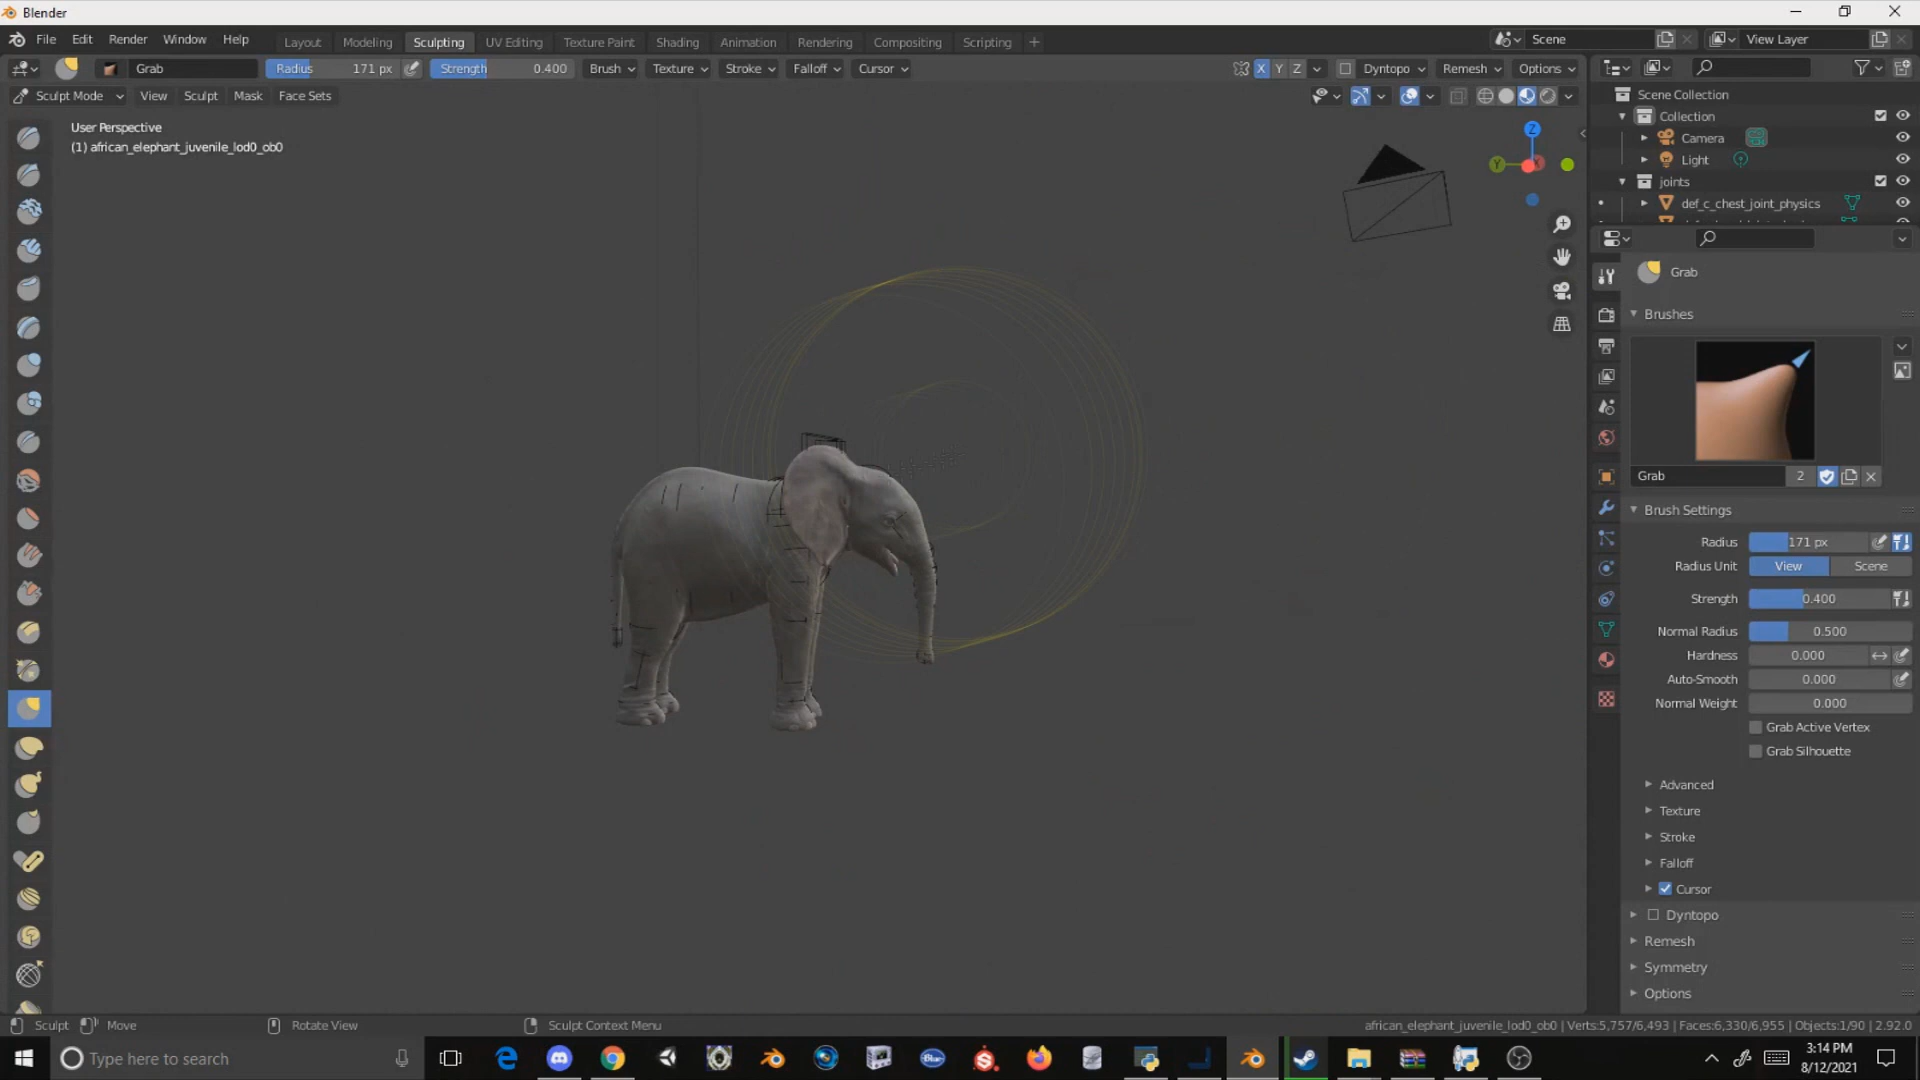 Blender
File Edit Render Window Help Layout Modeling Sculpting UV Editing Texture Paint Shading Animation Rendering Compositing Scripting + Scene View Layer
Grab Radius 171 px Strength 0.400 Brush Texture Stroke Falloff Cursor X Y Z Dyntopo Remesh Options
Sculpt Mode View Sculpt Mask Face Sets
User Perspective
(1) african_elephant_juvenile_lod0_ob0
Z
Y
Scene Collection
Collection
Camera
Light
joints
def_c_chest_joint_physics
Grab
Brushes
Grab 2
Brush Settings
Radius 171 px
Radius Unit View Scene
Strength 0.400
Normal Radius 0.500
Hardness 0.000
Auto-Smooth 0.000
Normal Weight 0.000
Grab Active Vertex
Grab Silhouette
Advanced
Texture
Stroke
Falloff
Cursor
Dyntopo
Remesh
Symmetry
Options
Sculpt Move Rotate View Sculpt Context Menu african_elephant_juvenile_lod0_ob0 | Verts:5,757/6,493 | Faces:6,330/6,955 | Objects:1/90 | 2.92.0
Type here to search
Blue
3:14 PM
8/12/2021